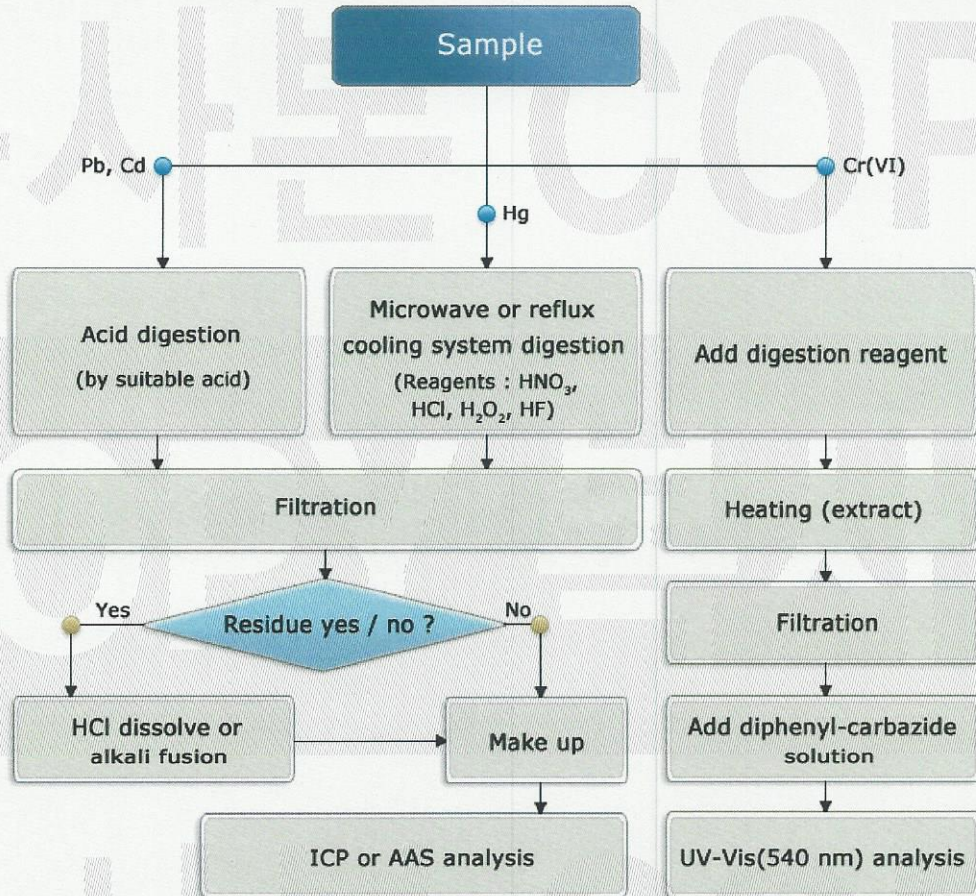 Sample
Pb, Cd
Hg
Cr(VI)
Acid digestion
(by suitable acid)
Microwave or reflux
cooling system digestion
(Reagents : HNO₃,
HCl, H₂O₂, HF)
Add digestion reagent
Filtration
Heating (extract)
Yes
Residue yes / no ?
No
Filtration
HCl dissolve or
alkali fusion
Make up
Add diphenyl-carbazide
solution
ICP or AAS analysis
UV-Vis(540 nm) analysis
사본